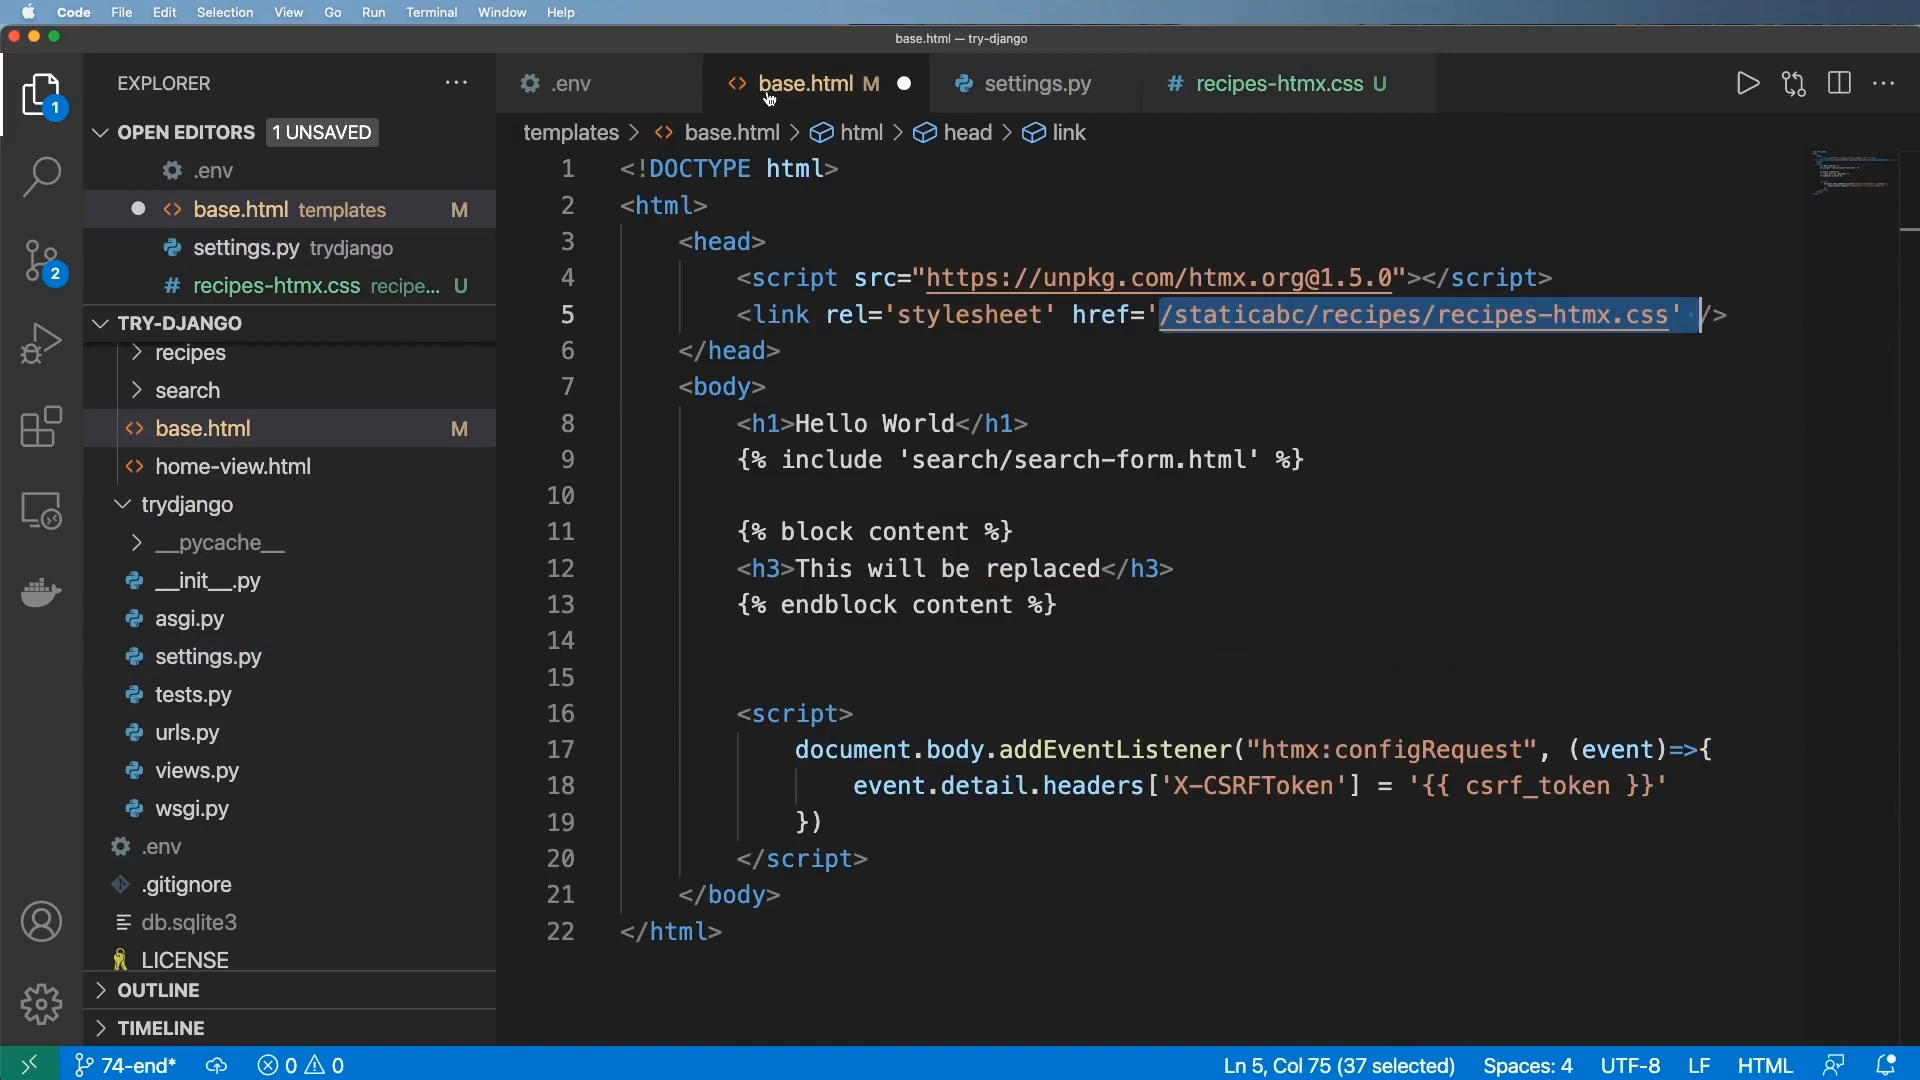 Code File Edit Selection View Go Run Terminal Window Help
base.html — try-django
EXPLORER
OPEN EDITORS 1 UNSAVED
.env
base.html templates M
settings.py trydjango
recipes-htmx.css recipe... U
TRY-DJANGO
recipes
search
base.html M
home-view.html
trydjango
__pycache__
__init__.py
asgi.py
settings.py
tests.py
urls.py
views.py
wsgi.py
.env
.gitignore
db.sqlite3
LICENSE
OUTLINE
TIMELINE
1
2
.env base.html M settings.py # recipes-htmx.css U
templates > base.html > html > head > link
1 <!DOCTYPE html>
2 <html>
3 <head>
4 <script src="https://unpkg.com/htmx.org@1.5.0"></script>
5 <link rel='stylesheet' href='/staticabc/recipes/recipes-htmx.css' />
6 </head>
7 <body>
8 <h1>Hello World</h1>
9 {% include 'search/search-form.html' %}
10
11 {% block content %}
12 <h3>This will be replaced</h3>
13 {% endblock content %}
14
15
16 <script>
17 document.body.addEventListener("htmx:configRequest", (event)=>{
18 event.detail.headers['X-CSRFToken'] = '{{ csrf_token }}'
19 })
20 </script>
21 </body>
22 </html>
74-end* 0 0 Ln 5, Col 75 (37 selected) Spaces: 4 UTF-8 LF HTML